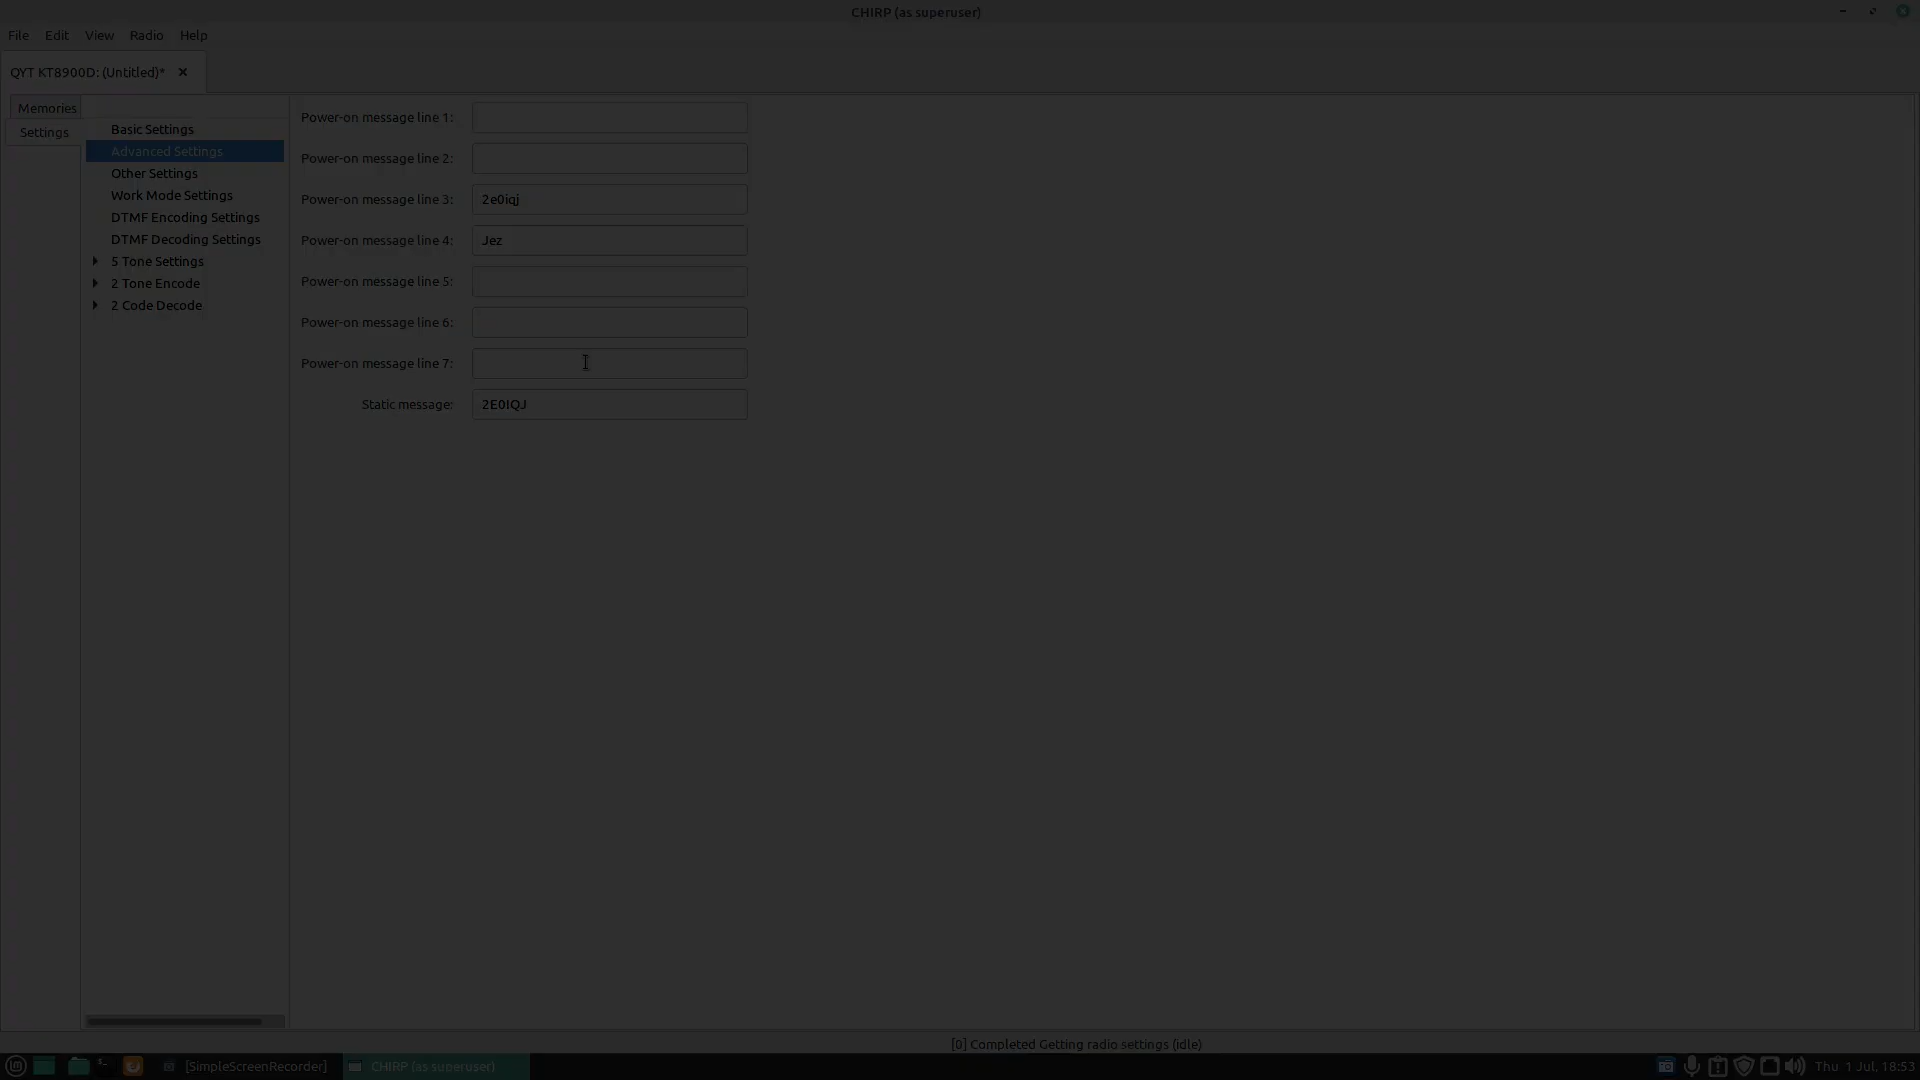 CHIRP (as superuser)
File Edit View Radio Help
QYT KT8900D: (Untitled)*
Memories
Settings
Basic Settings
Advanced Settings
Other Settings
Work Mode Settings
DTMF Encoding Settings
DTMF Decoding Settings
5 Tone Settings
2 Tone Encode
2 Code Decode
Power-on message line 1:
Power-on message line 2:
Power-on message line 3: 2e0iqj
Power-on message line 4: Jez
Power-on message line 5:
Power-on message line 6:
Power-on message line 7:
Static message: 2E0IQJ
[0] Completed Getting radio settings (idle)
[SimpleScreenRecorder] CHIRP (as superuser) Thu 1 Jul, 18:53